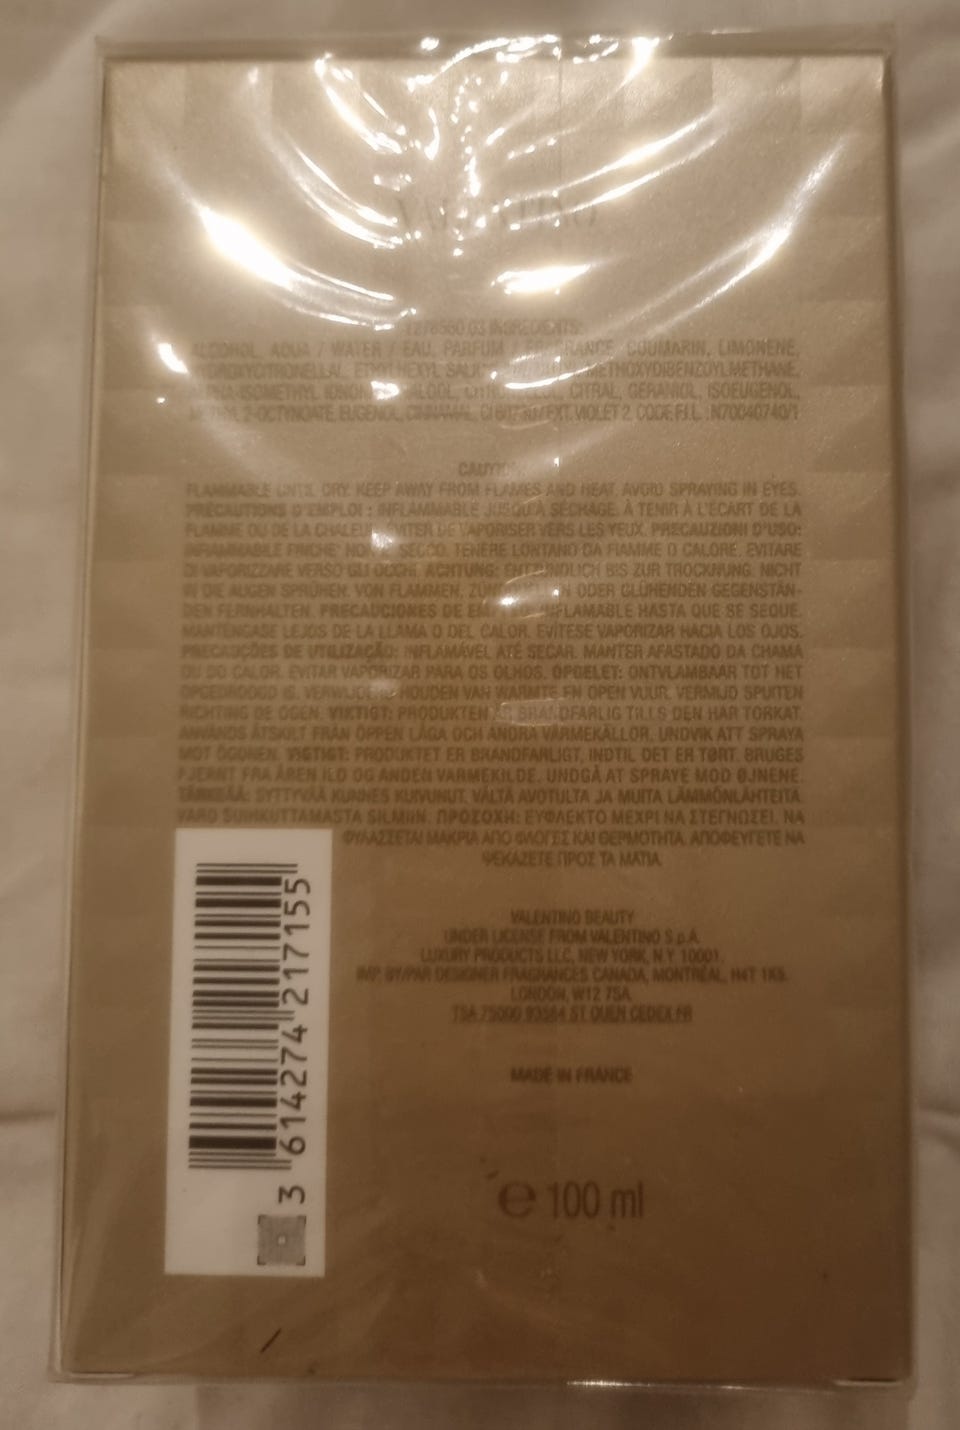 VALENTINO
1278560 03 INGREDIENTS:
ALCOHOL, AQUA / WATER / EAU, PARFUM / FRAGRANCE, COUMARIN, LIMONENE,
HYDROXYCITRONELLAL, ETHYLHEXYL METHOXYDIBENZOYLMETHANE,
ALPHA-ISOMETHYL CITRAL, GERANIOL, ISOEUGENOL,
METHYL 2-OCTYNOATE, EUGENOL, CINNAMAL, EXT. VIOLET 2. CODE F.I.L. : N70040740/1
CAUTION:
FLAMMABLE UNTIL DRY. KEEP AWAY FROM FLAMES AND HEAT. AVOID SPRAYING IN EYES.
PRÉCAUTIONS D'EMPLOI : INFLAMMABLE JUSQU'À SÉCHAGE. À TENIR À L'ÉCART DE LA
FLAMME OU DE LA CHALEUR. ÉVITER DE VAPORISER VERS LES YEUX. PRECAUZIONI D'USO:
INFIAMMABILE FINCHE' NON È SECCO. TENERE LONTANO DA FIAMME O CALORE. EVITARE
DI VAPORIZZARE VERSO GLI OCCHI. ACHTUNG: ENTZÜNDLICH BIS ZUR TROCKNUNG. NICHT
IN DIE AUGEN SPRÜHEN. VON FLAMMEN, ZÜNDQUELLEN ODER GLÜHENDEN GEGENSTÄN-
DEN FERNHALTEN. PRECAUCIONES DE EMPLEO: INFLAMABLE HASTA QUE SE SEQUE.
MANTÉNGASE LEJOS DE LA LLAMA O DEL CALOR. EVÍTESE VAPORIZAR HACIA LOS OJOS.
PRECAUÇÕES DE UTILIZAÇÃO: INFLAMÁVEL ATÉ SECAR. MANTER AFASTADO DA CHAMA
OU DO CALOR. EVITAR VAPORIZAR PARA OS OLHOS. OPGELET: ONTVLAMBAAR TOT HET
OPGEDROOGD IS. VERWIJDERD HOUDEN VAN WARMTE EN OPEN VUUR. VERMIJD SPUITEN
RICHTING DE OGEN. VIKTIGT: PRODUKTEN ÄR BRANDFARLIG TILLS DEN HAR TORKAT.
ANVÄNDS ÅTSKILT FRÅN ÖPPEN LÅGA OCH ANDRA VÄRMEKÄLLOR. UNDVIK ATT SPRAYA
MOT ÖGONEN. VIGTIGT: PRODUKTET ER BRANDFARLIGT, INDTIL DET ER TØRT. BRUGES
FJERNT FRA ÅBEN ILD OG ANDEN VARMEKILDE. UNDGÅ AT SPRAYE MOD ØJNENE.
TÄRKEÄÄ: SYTTYVÄÄ KUNNES KUIVUNUT. VÄLTÄ AVOTULTA JA MUITA LÄMMÖNLÄHTEITÄ.
VARO SUIHKUTTAMASTA SILMIIN. ΠΡΟΣΟΧΗ: ΕΥΦΛΕΚΤΟ ΜΕΧΡΙ ΝΑ ΣΤΕΓΝΩΣΕΙ. ΝΑ
ΦΥΛΑΣΣΕΤΑΙ ΜΑΚΡΙΑ ΑΠΟ ΦΛΟΓΕΣ ΚΑΙ ΘΕΡΜΟΤΗΤΑ. ΑΠΟΦΕΥΓΕΤΕ ΝΑ
ΨΕΚΑΖΕΤΕ ΠΡΟΣ ΤΑ ΜΑΤΙΑ.
VALENTINO BEAUTY
UNDER LICENSE FROM VALENTINO S.p.A.
LUXURY PRODUCTS LLC, NEW YORK, N.Y. 10001.
IMP. BY/PAR DESIGNER FRAGRANCES CANADA, MONTRÉAL, H4T 1K5.
LONDON, W12 7SA
TSA 75000 93584 ST OUEN CEDEX FR
MADE IN FRANCE
e 100 ml
3 614274 217155